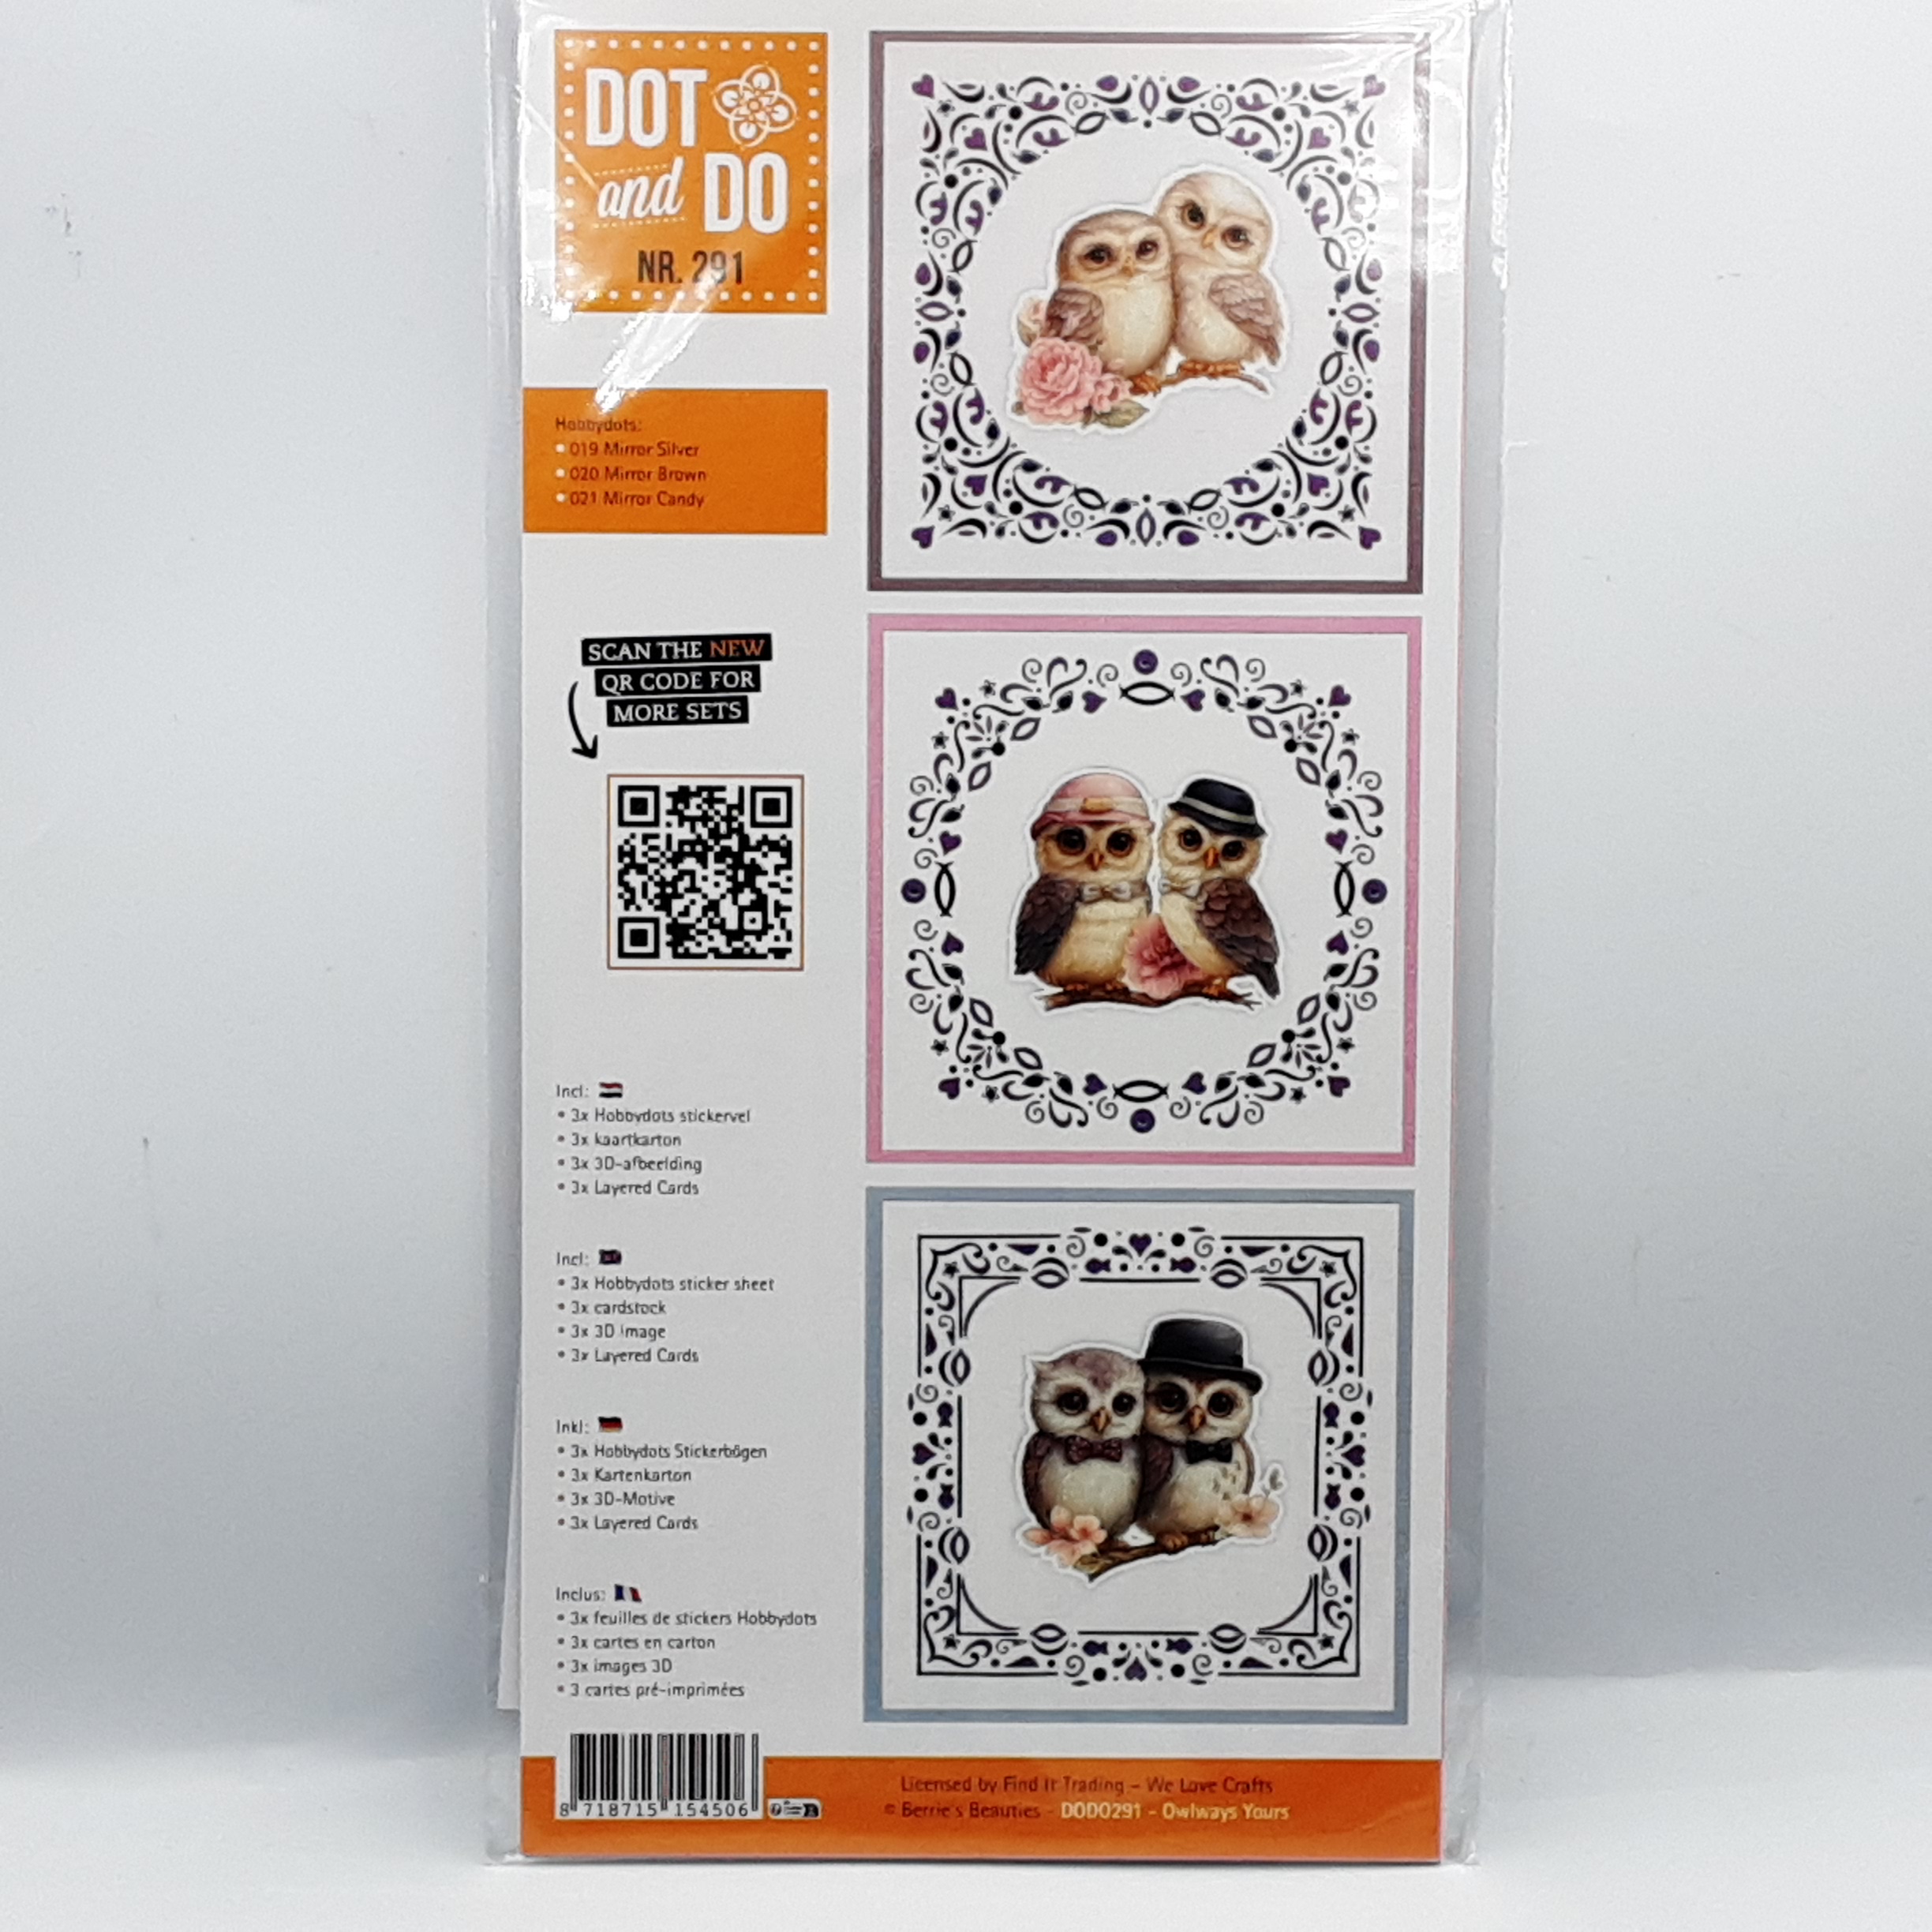 DOT
and DO
NR. 291
Hobbydots:
• 019 Mirror Silver
• 020 Mirror Brown
• 021 Mirror Candy
SCAN THE NEW
QR CODE FOR
MORE SETS
Incl:
• 3x Hobbydots stickervel
• 3x kaartkarton
• 3x 3D-afbeelding
• 3x Layered Cards
Incl:
• 3x Hobbydots sticker sheet
• 3x cardstock
• 3x 3D image
• 3x Layered Cards
Inkl:
• 3x Hobbydots Stickerbögen
• 3x Kartenkarton
• 3x 3D-Motive
• 3x Layered Cards
Inclus:
• 3x feuilles de stickers Hobbydots
• 3x cartes en carton
• 3x images 3D
• 3 cartes pré-imprimées
8 718715 154506
Licensed by Find It Trading – We Love Crafts
© Berrie's Beauties - DODO291 - Owlways Yours